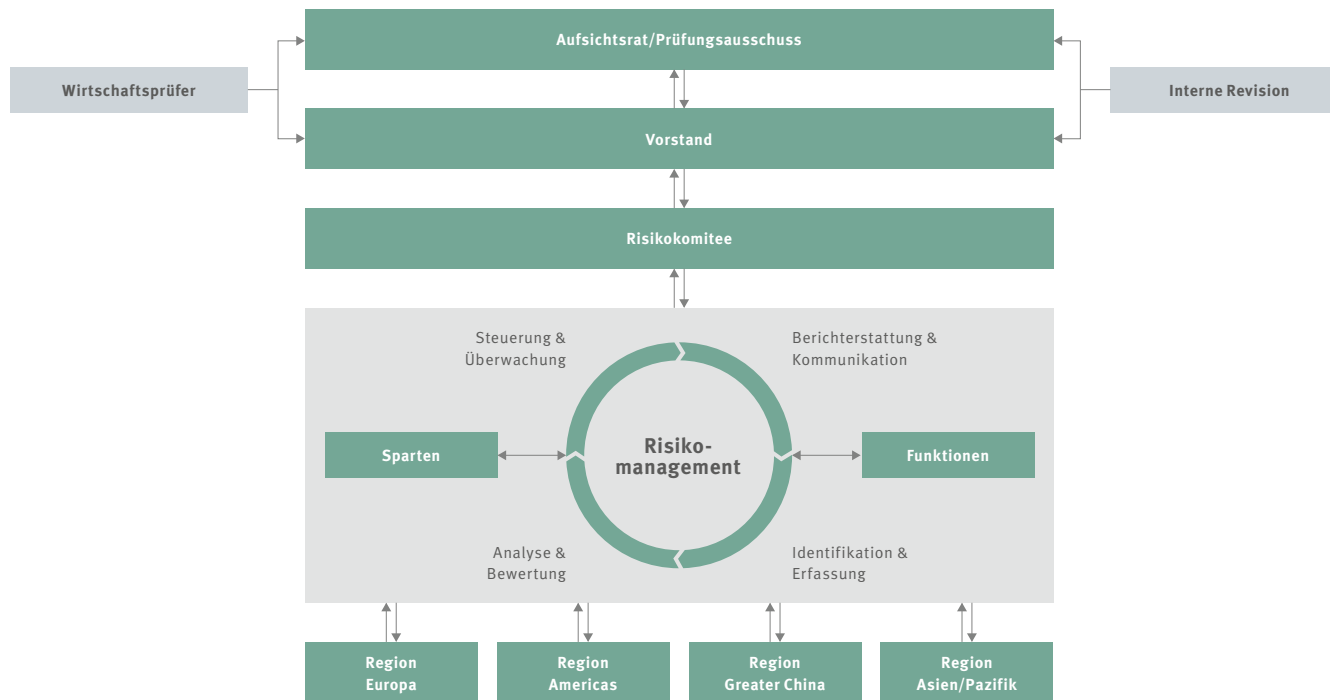 Aufsichtsrat/Prüfungsausschuss
Wirtschaftsprüfer
Interne Revision
Vorstand
Risikokomitee
Steuerung &
Überwachung
Berichterstattung &
Kommunikation
Sparten
Risiko-
management
Funktionen
Analyse &
Bewertung
Identifikation &
Erfassung
Region
Europa
Region
Americas
Region
Greater China
Region
Asien/Pazifik